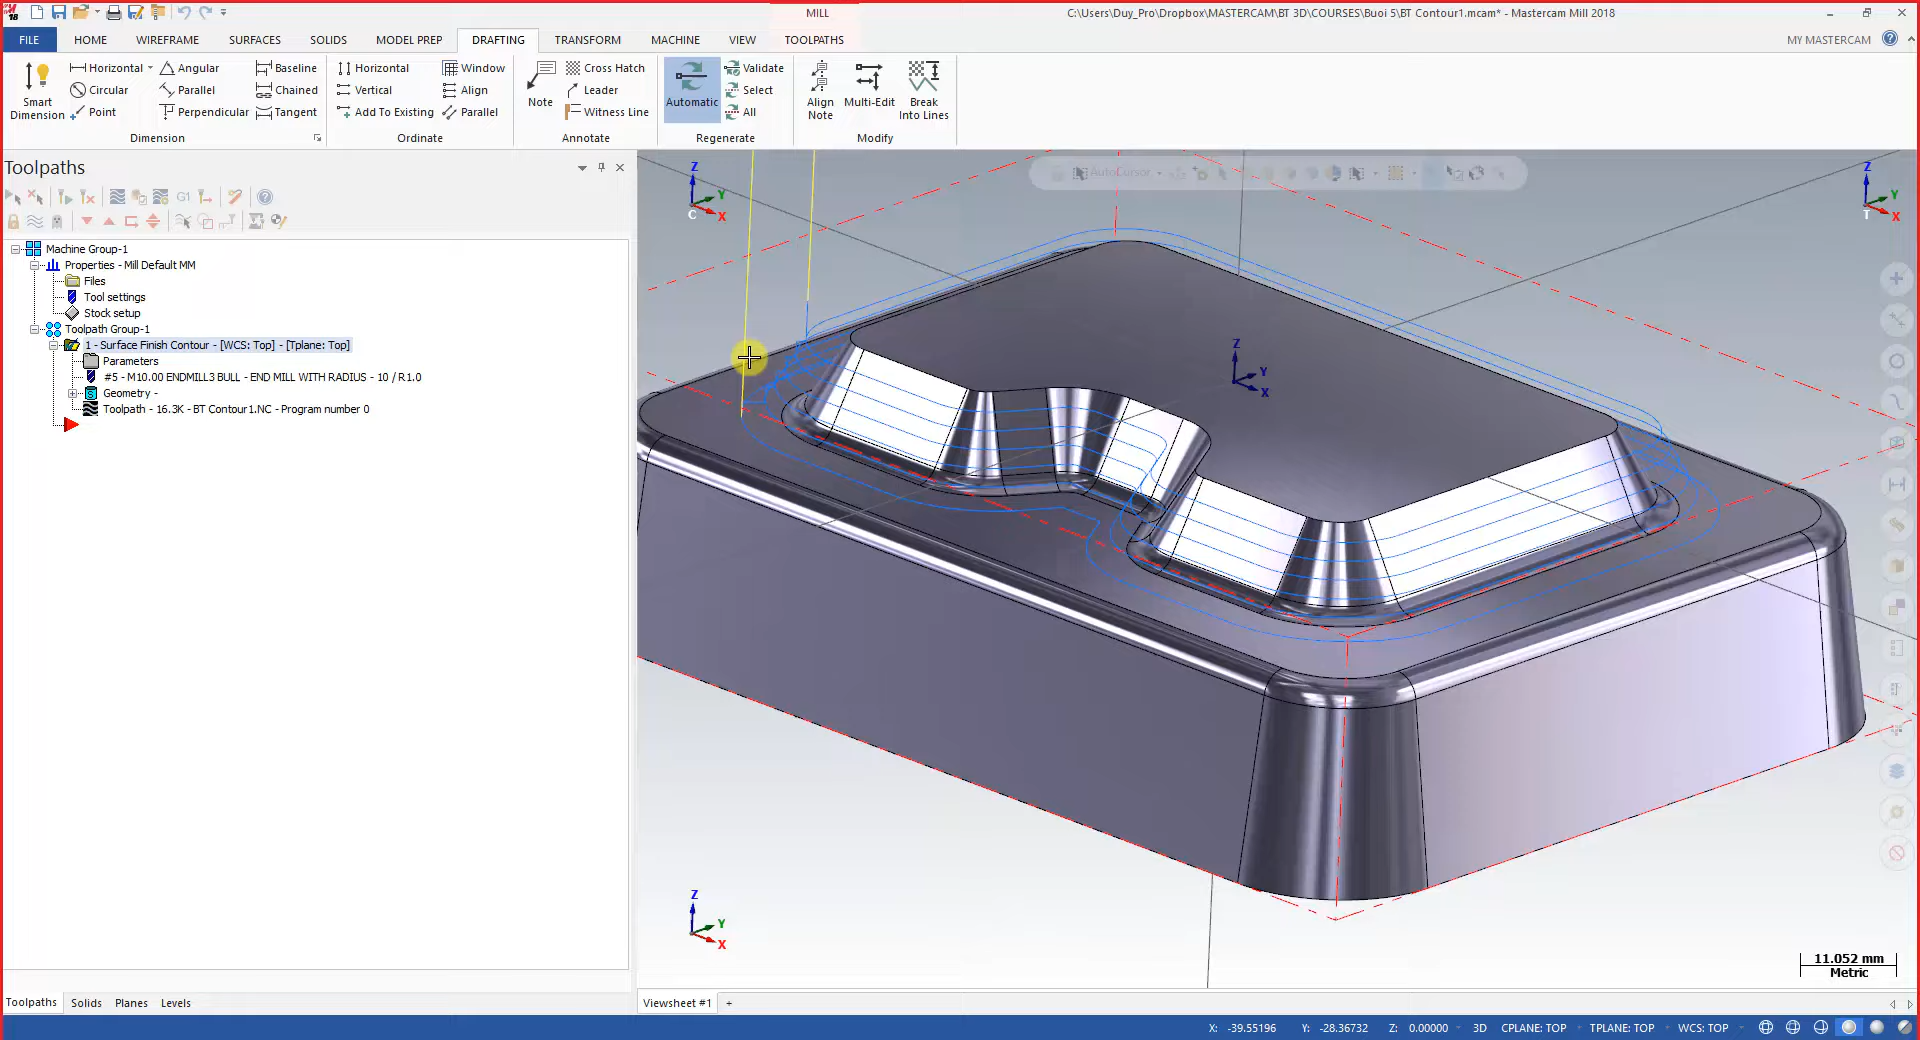 MILL
C:\Users\Duy_Pro\Dropbox\MASTERCAM\BT 3D\COURSES\Buoi 5\BT Contour1.mcam* - Mastercam Mill 2018
18
FILE HOME WIREFRAME SURFACES SOLIDS MODEL PREP DRAFTING TRANSFORM MACHINE VIEW TOOLPATHS MY MASTERCAM
Smart Dimension
Horizontal Angular Baseline
Circular Parallel Chained
Point Perpendicular Tangent
Dimension
Horizontal Window
Vertical Align
Add To Existing Parallel
Ordinate
Note
Cross Hatch
Leader
Witness Line
Annotate
Automatic
Validate
Select
All
Regenerate
Align Note
Multi-Edit
Break Into Lines
Modify
Toolpaths
G1
Machine Group-1
Properties - Mill Default MM
Files
Tool settings
Stock setup
Toolpath Group-1
1 - Surface Finish Contour - [WCS: Top] - [Tplane: Top]
Parameters
#5 - M10.00 ENDMILL3 BULL - END MILL WITH RADIUS - 10 / R1.0
Geometry -
Toolpath - 16.3K - BT Contour1.NC - Program number 0
AutoCursor
Z
Y
X
C
Z
Y
X
T
Z
Y
X
Z
Y
X
11.052 mm
Metric
Toolpaths Solids Planes Levels
Viewsheet #1 +
X: -39.55196 Y: -28.36732 Z: 0.00000 3D CPLANE: TOP TPLANE: TOP WCS: TOP